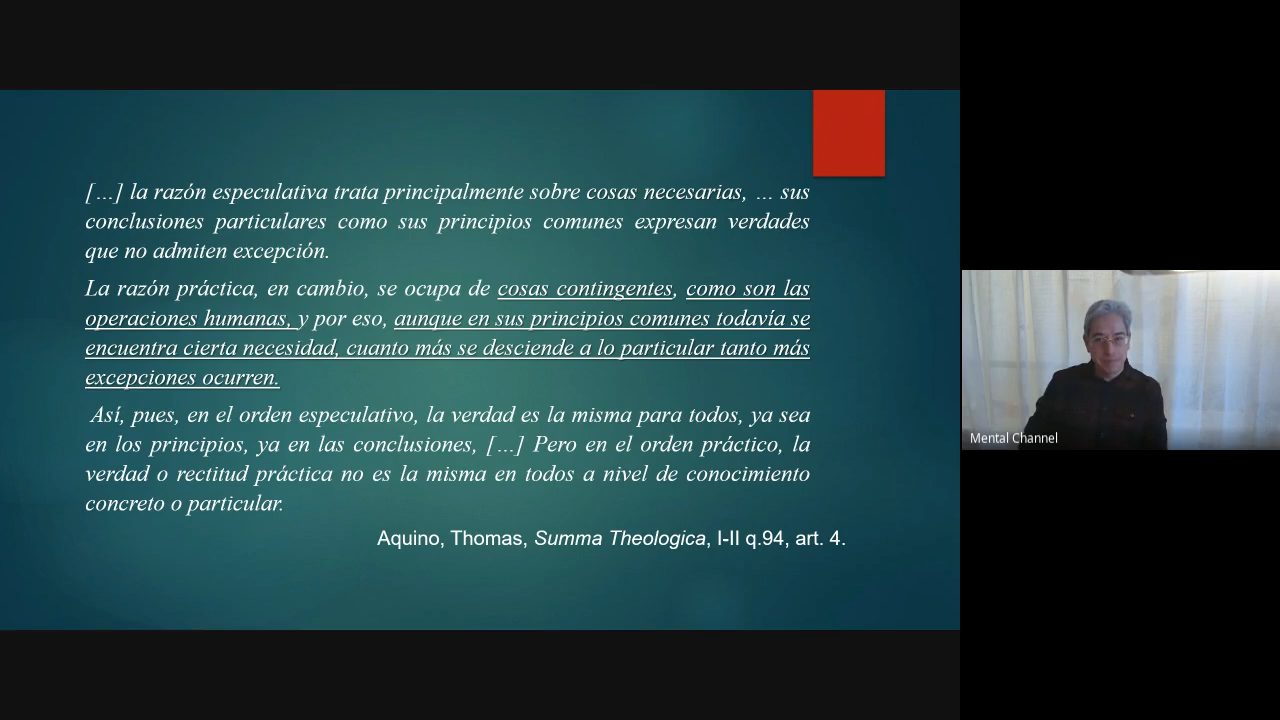 […] la razón especulativa trata principalmente sobre cosas necesarias, … sus
conclusiones particulares como sus principios comunes expresan verdades
que no admiten excepción.
La razón práctica, en cambio, se ocupa de cosas contingentes, como son las
operaciones humanas, y por eso, aunque en sus principios comunes todavía se
encuentra cierta necesidad, cuanto más se desciende a lo particular tanto más
excepciones ocurren.
Así, pues, en el orden especulativo, la verdad es la misma para todos, ya sea
en los principios, ya en las conclusiones, […] Pero en el orden práctico, la
verdad o rectitud práctica no es la misma en todos a nivel de conocimiento
concreto o particular.
Aquino, Thomas, Summa Theologica, I-II q.94, art. 4.
Mental Channel